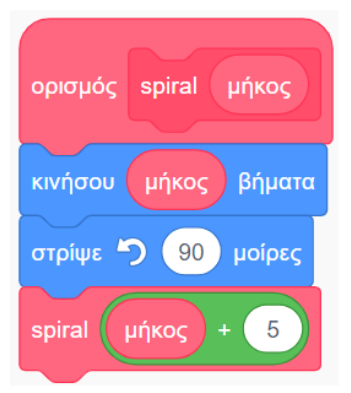 ορισμός spiral μήκος
κινήσου μήκος βήματα
στρίψε 90 μοίρες
spiral μήκος + 5